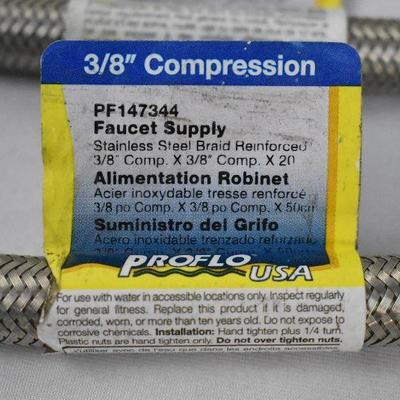 3/8" Compression
PF147344
Faucet Supply
Stainless Steel Braid Reinforced
3/8" Comp. X 3/8" Comp. X 20
Alimentation Robinet
Acier inoxydable tresse renforcé
3/8 po Comp. X 3/8 po Comp. X 50cm
Suministro del Grifo
Acero inoxidable trenzado reforzado
PROFLO USA
For use with water in accessible locations only. Inspect regularly
for general fitness. Replace this product if it is damaged,
corroded, worn, or more than ten years old. Do not expose to
corrosive chemicals. Installation: Hand tighten plus 1/4 turn.
Plastic nuts are hand tighten only. Do not over tighten nuts.